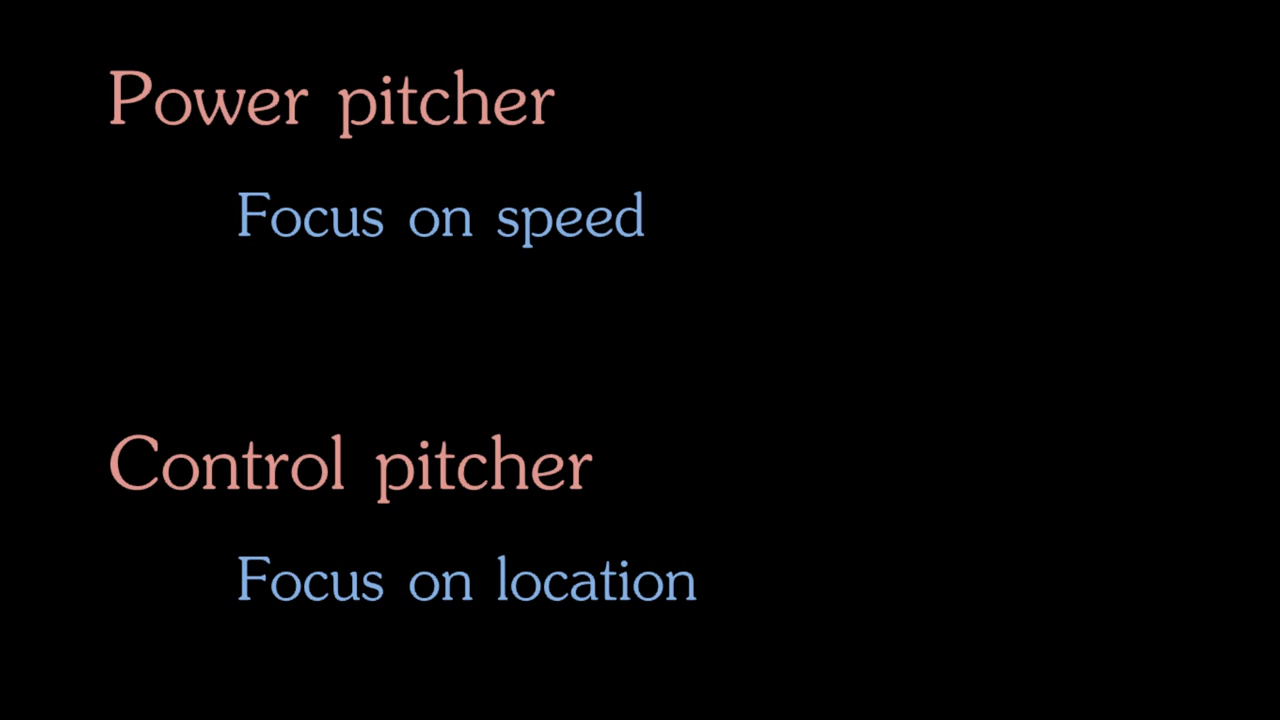 Power pitcher
Focus on speed
Control pitcher
Focus on location